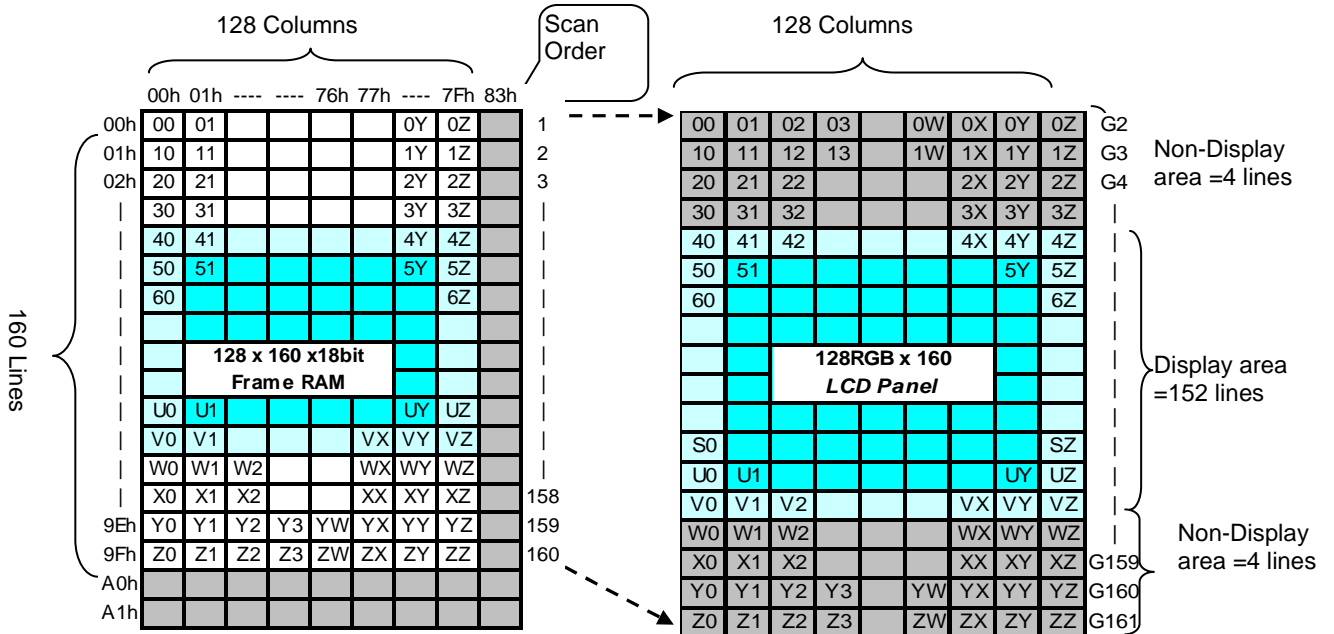 128 Columns
Scan Order
128 Columns
00h 01h ---- ---- 76h 77h ---- 7Fh 83h
00h 00 01 0Y 0Z 1
01h 10 11 1Y 1Z 2
02h 20 21 2Y 2Z 3
| 30 31 3Y 3Z |
| 40 41 4Y 4Z |
| 50 51 5Y 5Z |
| 60 6Z |
160 Lines
128 x 160 x18bit
Frame RAM
| U0 U1 UY UZ |
| V0 V1 VX VY VZ |
| W0 W1 W2 WX WY WZ |
| X0 X1 X2 XX XY XZ 158
9Eh Y0 Y1 Y2 Y3 YW YX YY YZ 159
9Fh Z0 Z1 Z2 Z3 ZW ZX ZY ZZ 160
A0h
A1h
00 01 02 03 0W 0X 0Y 0Z G2
10 11 12 13 1W 1X 1Y 1Z G3
20 21 22 2X 2Y 2Z G4
30 31 32 3X 3Y 3Z |
40 41 42 4X 4Y 4Z |
50 51 5Y 5Z |
60 6Z |
128RGB x 160
LCD Panel
S0 SZ |
U0 U1 UY UZ |
V0 V1 V2 VX VY VZ |
W0 W1 W2 WX WY WZ |
X0 X1 X2 XX XY XZ G159
Y0 Y1 Y2 Y3 YW YX YY YZ G160
Z0 Z1 Z2 Z3 ZW ZX ZY ZZ G161
Non-Display
area =4 lines
Display area
=152 lines
Non-Display
area =4 lines